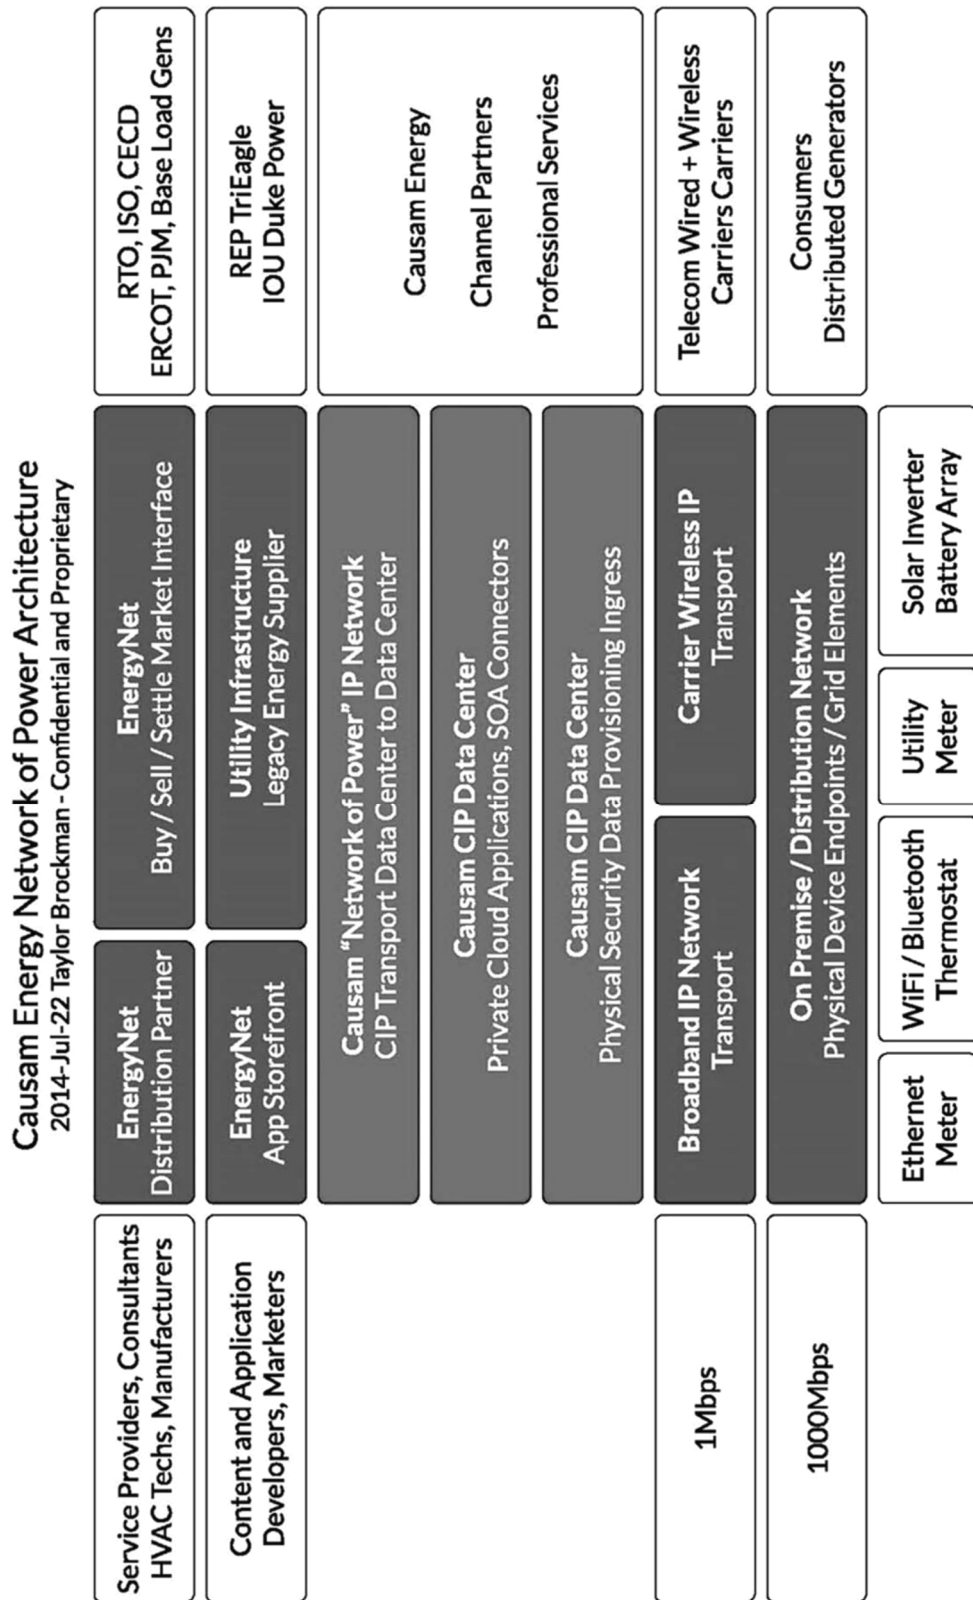 Causam Energy Network of Power Architecture
2014-Jul-22 Taylor Brockman - Confidential and Proprietary
Service Providers, Consultants
HVAC Techs, Manufacturers
EnergyNet
Distribution Partner
EnergyNet
Buy / Sell / Settle Market Interface
RTO, ISO, CECD
ERCOT, PJM, Base Load Gens
Content and Application
Developers, Marketers
EnergyNet
App Storefront
Utility Infrastructure
Legacy Energy Supplier
REP TriEagle
IOU Duke Power
Causam “Network of Power” IP Network
CIP Transport Data Center to Data Center
Causam CIP Data Center
Private Cloud Applications, SOA Connectors
Causam CIP Data Center
Physical Security Data Provisioning Ingress
Causam Energy
Channel Partners
Professional Services
1Mbps
Broadband IP Network
Transport
Carrier Wireless IP
Transport
Telecom Wired + Wireless
Carriers Carriers
1000Mbps
On Premise / Distribution Network
Physical Device Endpoints / Grid Elements
Consumers
Distributed Generators
Ethernet
Meter
WiFi / Bluetooth
Thermostat
Utility
Meter
Solar Inverter
Battery Array